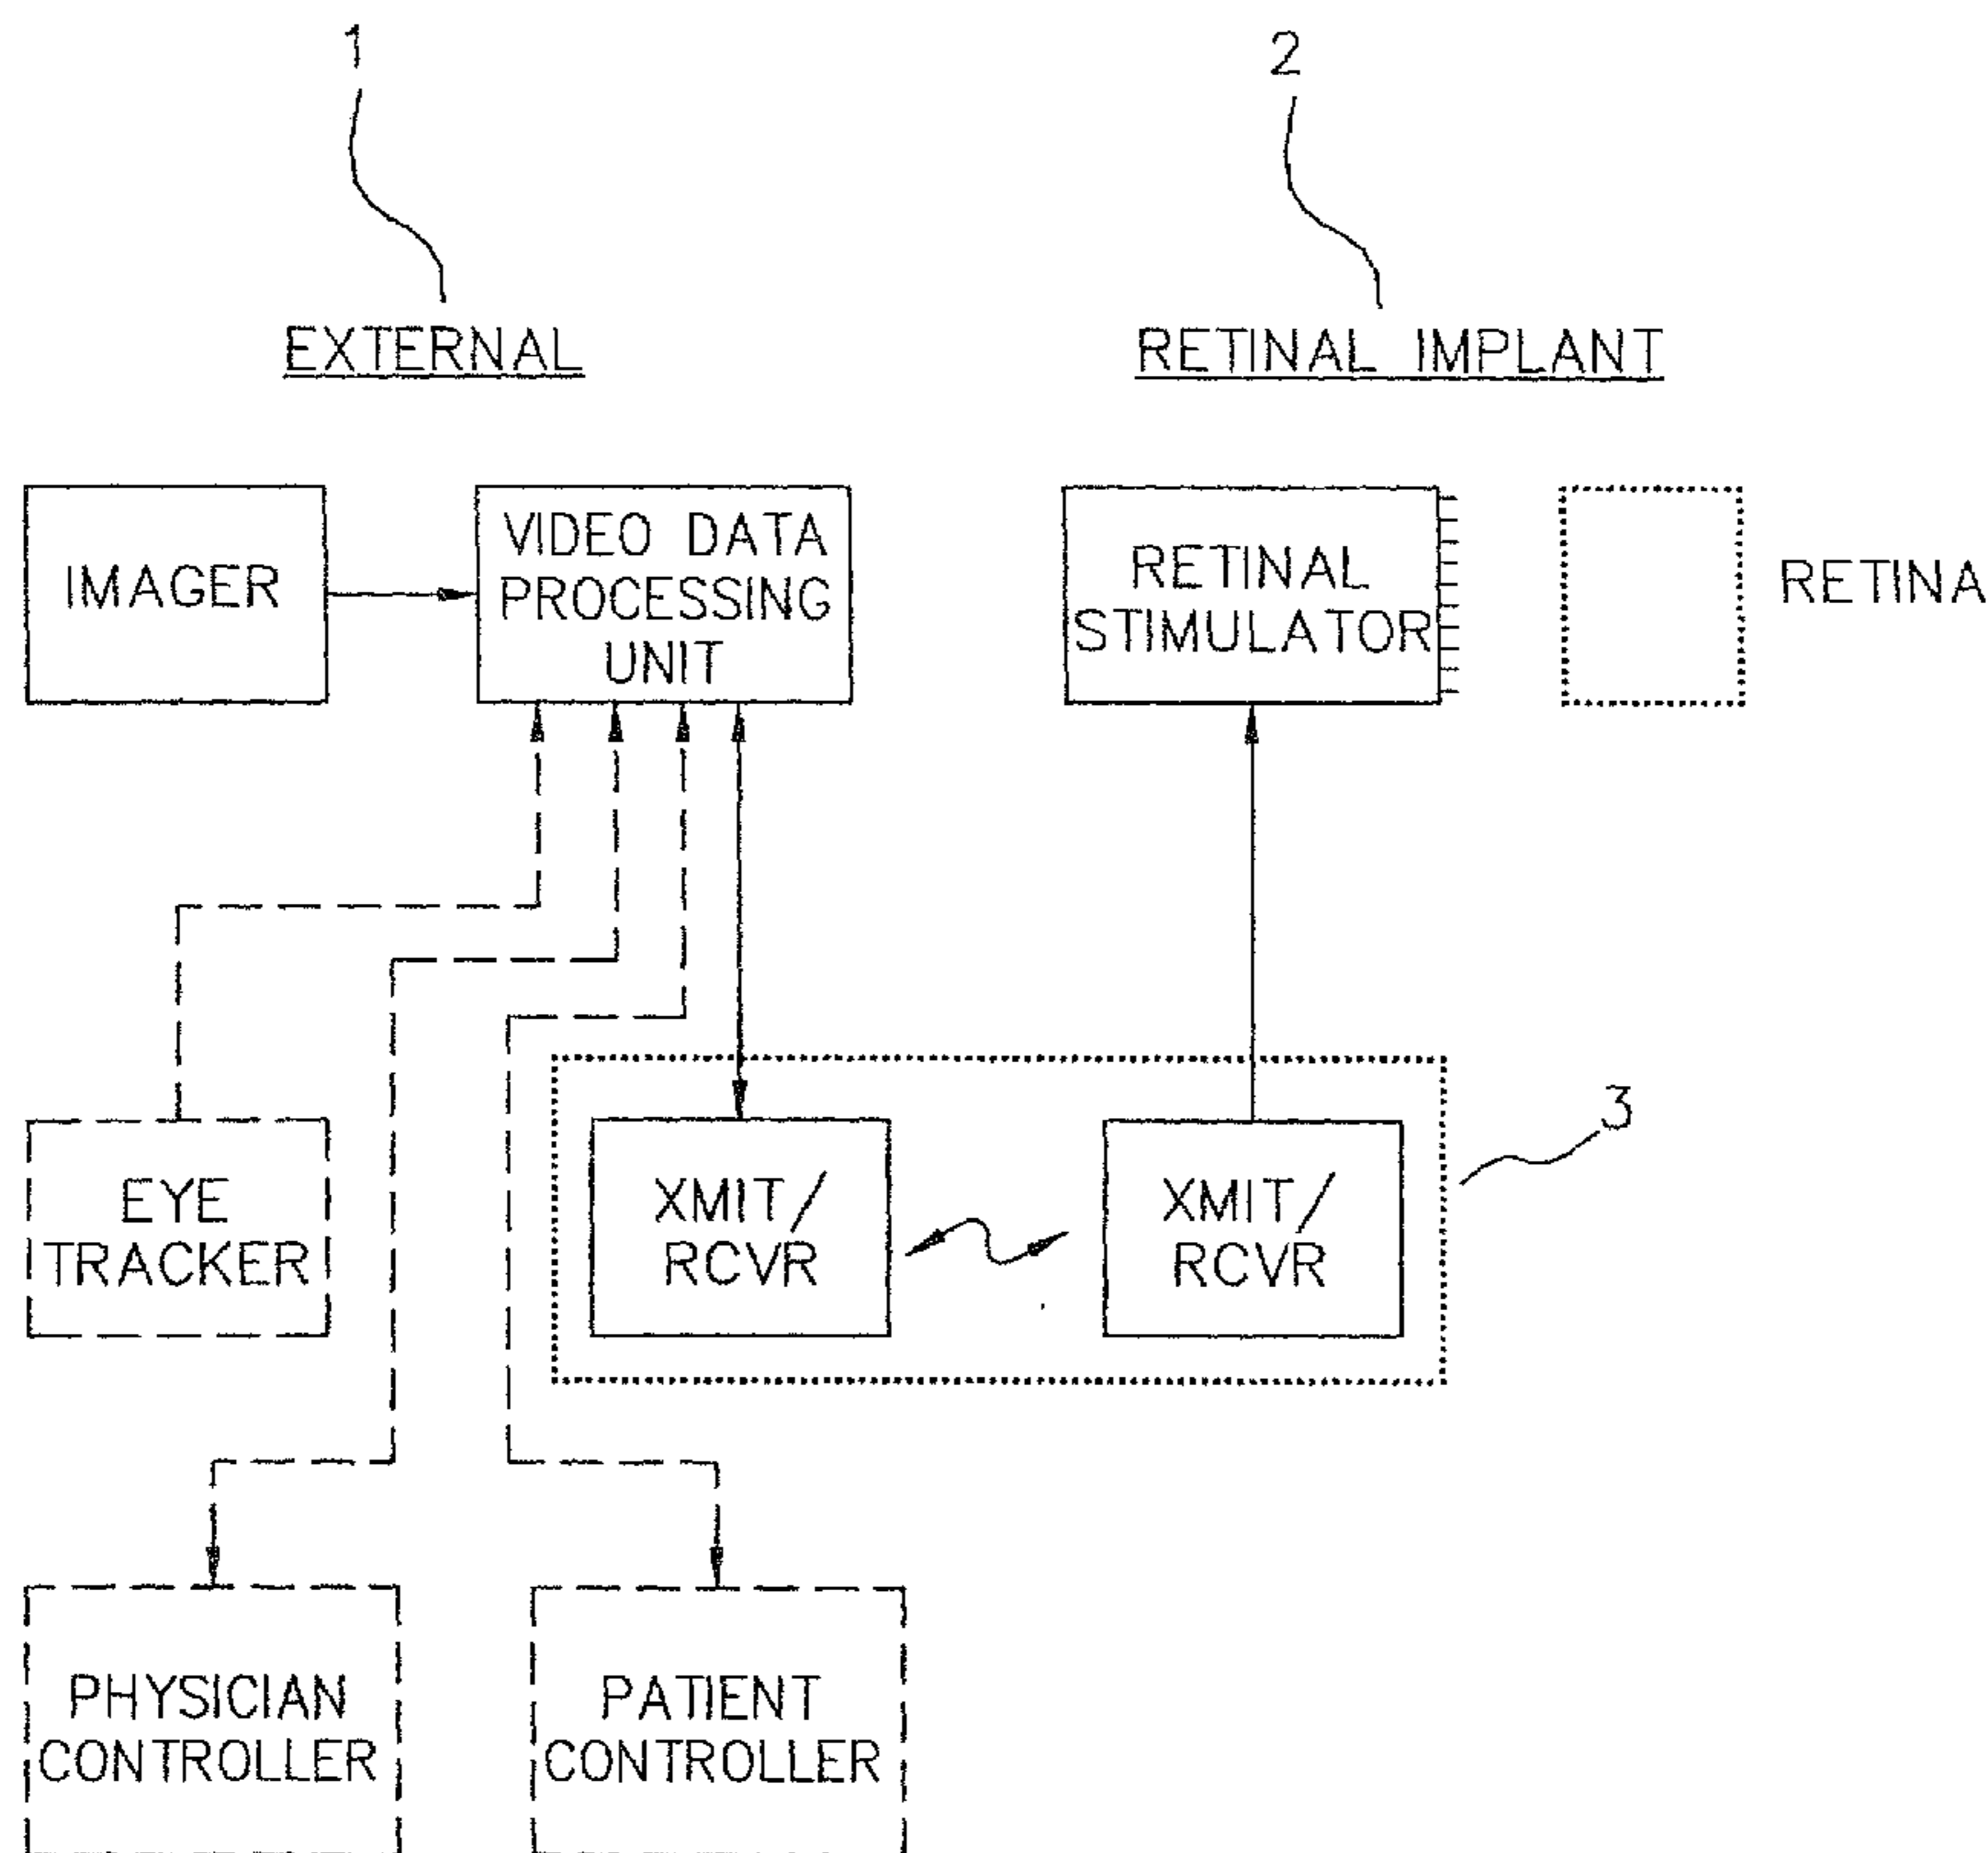 1
2
EXTERNAL
RETINAL IMPLANT
IMAGER
VIDEO DATA
PROCESSING
UNIT
RETINAL
STIMULATOR
RETINA
3
EYE
TRACKER
XMIT/
RCVR
XMIT/
RCVR
PHYSICIAN
CONTROLLER
PATIENT
CONTROLLER